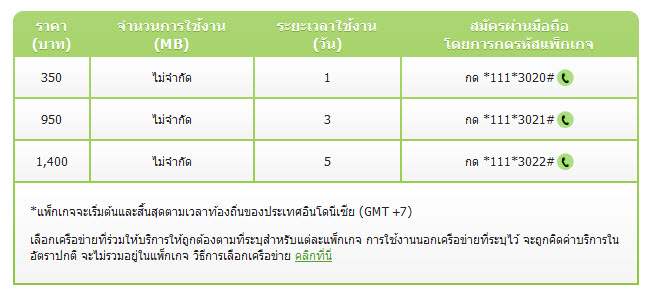 ราคา จำนวนการใช้งาน ระยะเวลาใช้งาน สมัครผ่านมือถือ
(บาท) (MB) (วัน) โดยการกดรหัสแพ็กเกจ
350 ไม่จำกัด 1 กด *111*3020#
950 ไม่จำกัด 3 กด *111*3021#
1,400 ไม่จำกัด 5 กด *111*3022#
*แพ็กเกจจะเริ่มต้นและสิ้นสุดตามเวลาท้องถิ่นของประเทศอินโดนีเซีย (GMT +7)
เลือกเครือข่ายที่ร่วมให้บริการให้ถูกต้องตามที่ระบุสำหรับแต่ละแพ็กเกจ การใช้งานนอกเครือข่ายที่ระบุไว้ จะถูกคิดค่าบริการใน
อัตราปกติ จะไม่รวมอยู่ในแพ็กเกจ วิธีการเลือกเครือข่าย คลิกที่นี่